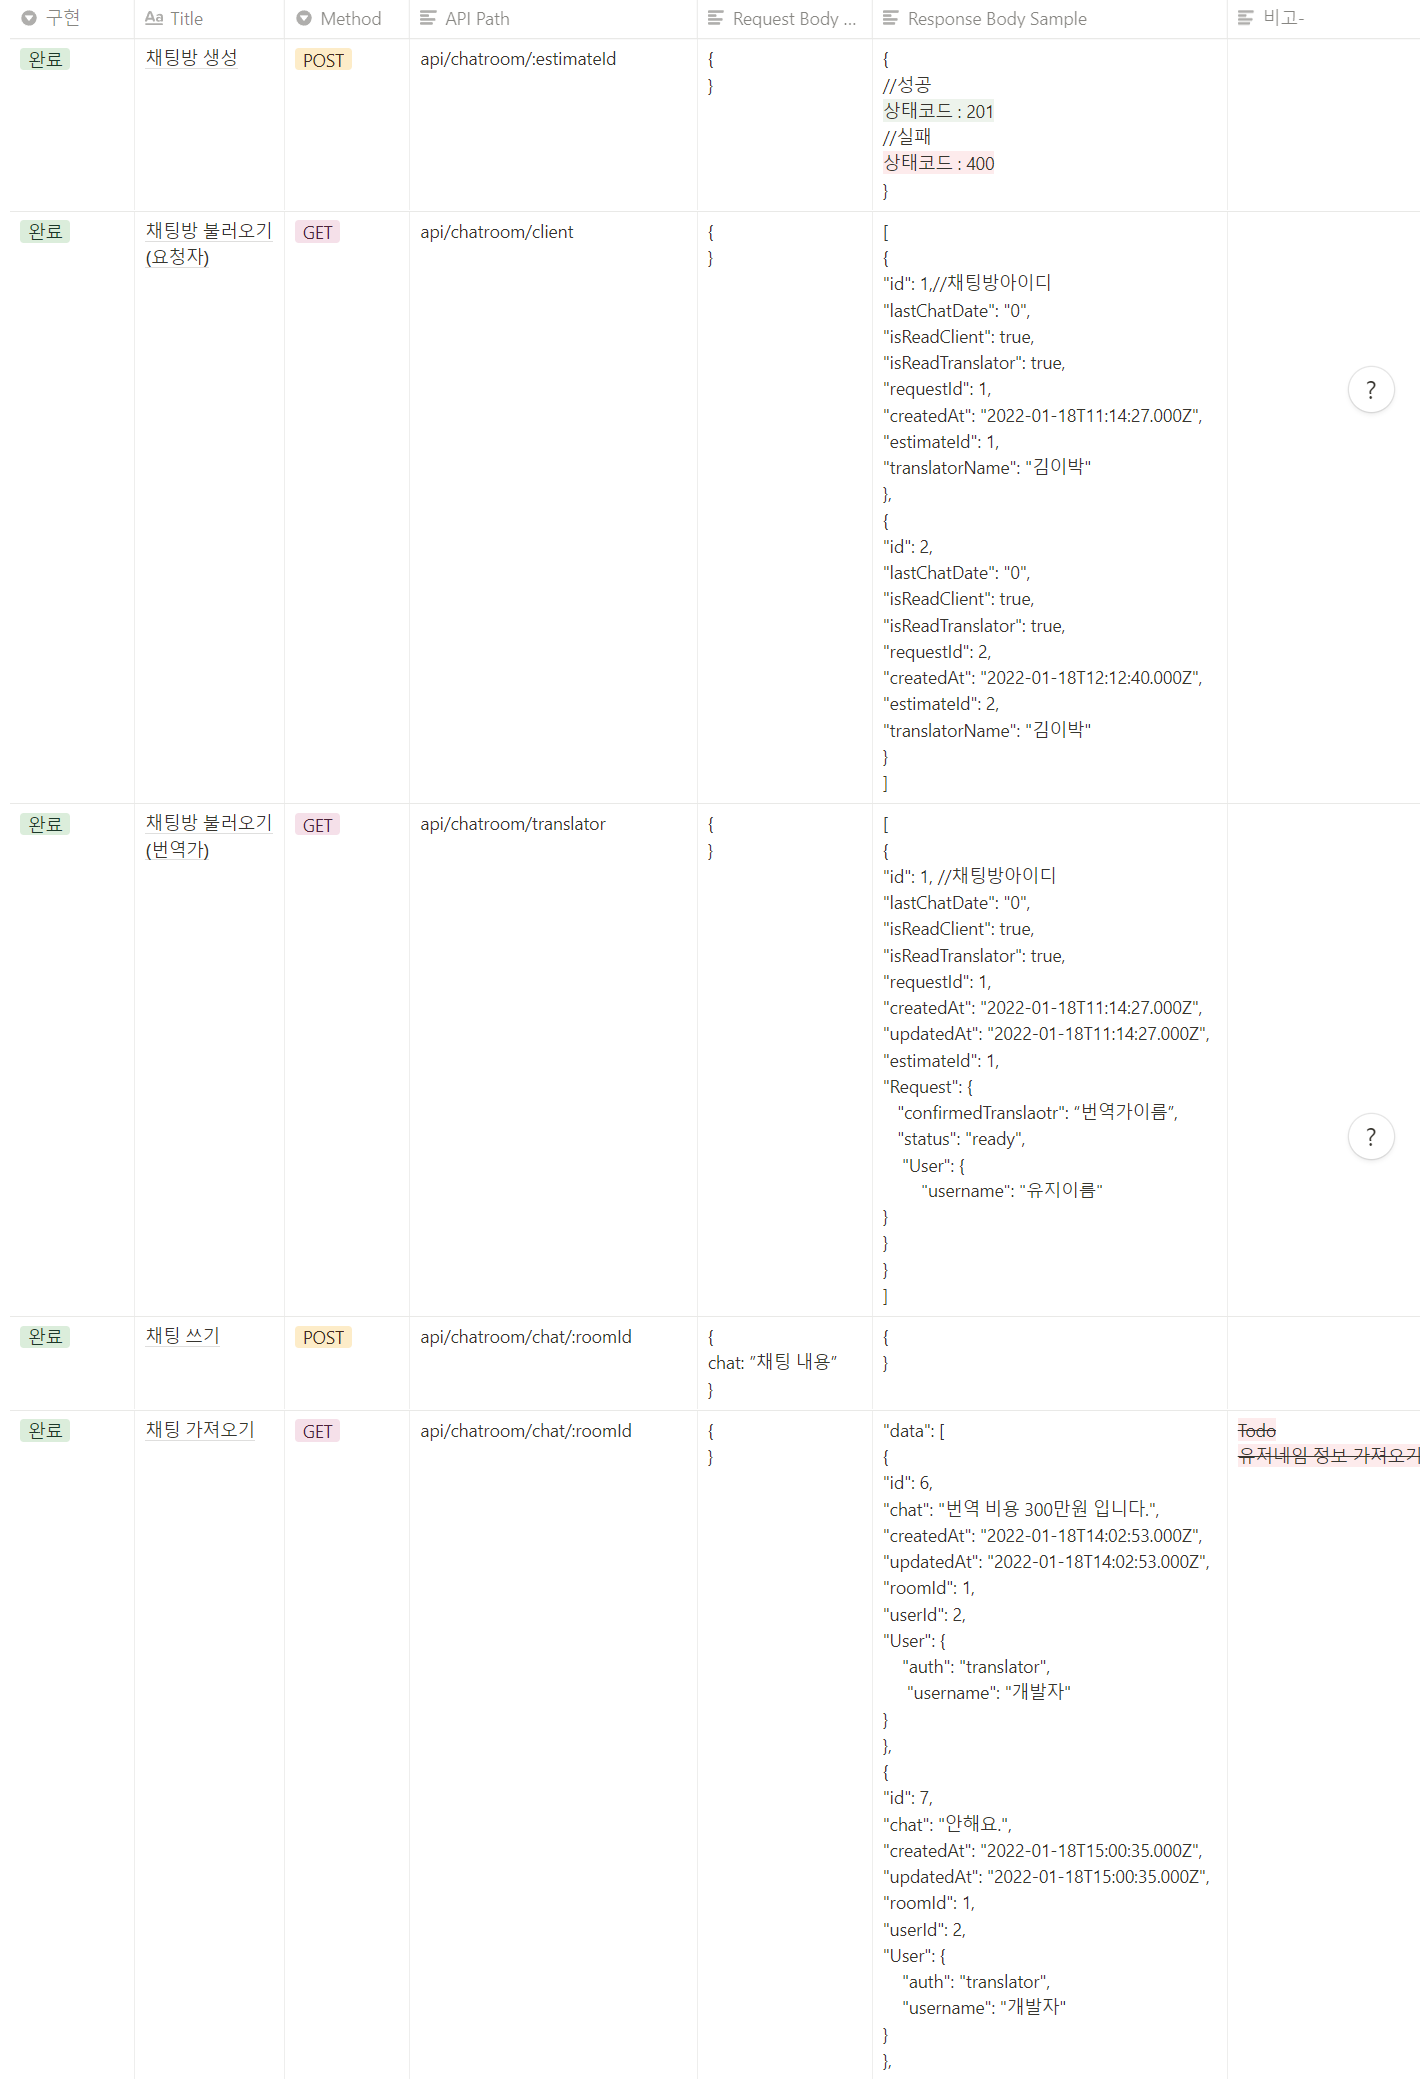 구현
Title
Method
API Path
Request Body ...
Response Body Sample
비고-
완료
채팅방 생성
POST
api/chatroom/:estimateId
{
}
{
//성공
상태코드 : 201
//실패
상태코드 : 400
}
완료
채팅방 불러오기
(요청자)
GET
api/chatroom/client
{
}
[
{
"id": 1,//채팅방아이디
"lastChatDate": "0",
"isReadClient": true,
"isReadTranslator": true,
"requestId": 1,
"createdAt": "2022-01-18T11:14:27.000Z",
"estimateId": 1,
"translatorName": "김이박"
},
{
"id": 2,
"lastChatDate": "0",
"isReadClient": true,
"isReadTranslator": true,
"requestId": 2,
"createdAt": "2022-01-18T12:12:40.000Z",
"estimateId": 2,
"translatorName": "김이박"
}
]
?
완료
채팅방 불러오기
(번역가)
GET
api/chatroom/translator
{
}
[
{
"id": 1, //채팅방아이디
"lastChatDate": "0",
"isReadClient": true,
"isReadTranslator": true,
"requestId": 1,
"createdAt": "2022-01-18T11:14:27.000Z",
"updatedAt": "2022-01-18T11:14:27.000Z",
"estimateId": 1,
"Request": {
"confirmedTranslaotr": “번역가이름”,
"status": "ready",
"User": {
"username": "유지이름"
}
}
}
]
?
완료
채팅 쓰기
POST
api/chatroom/chat/:roomId
{
chat: ”채팅 내용”
}
{
}
완료
채팅 가져오기
GET
api/chatroom/chat/:roomId
{
}
"data": [
{
"id": 6,
"chat": "번역 비용 300만원 입니다.",
"createdAt": "2022-01-18T14:02:53.000Z",
"updatedAt": "2022-01-18T14:02:53.000Z",
"roomId": 1,
"userId": 2,
"User": {
"auth": "translator",
"username": "개발자"
}
},
{
"id": 7,
"chat": "안해요.",
"createdAt": "2022-01-18T15:00:35.000Z",
"updatedAt": "2022-01-18T15:00:35.000Z",
"roomId": 1,
"userId": 2,
"User": {
"auth": "translator",
"username": "개발자"
}
},
Todo
유저네임 정보 가져오기